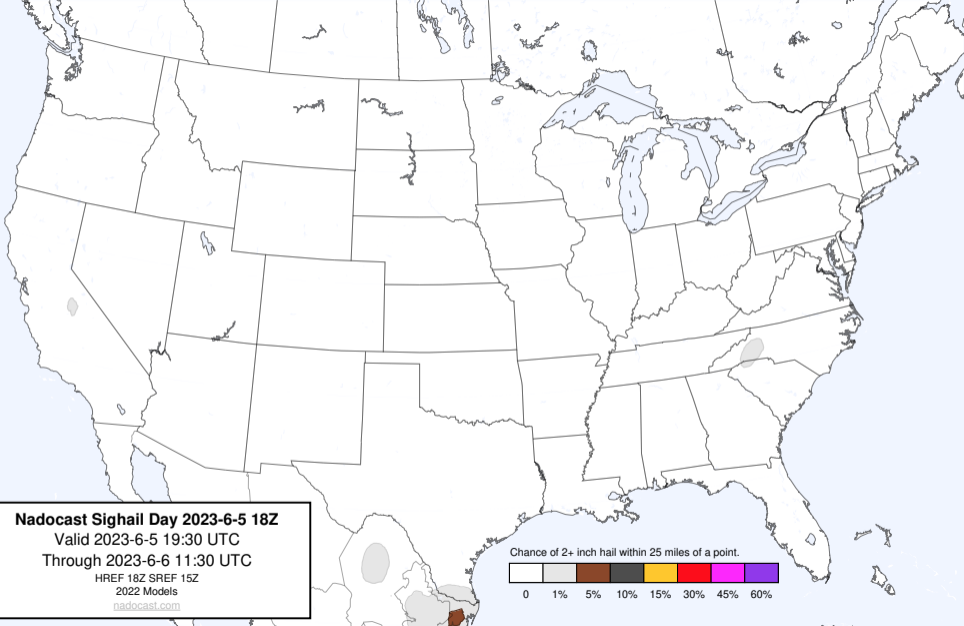 Nadocast Sighail Day 2023-6-5 18Z
Valid 2023-6-5 19:30 UTC
Through 2023-6-6 11:30 UTC
HREF 18Z SREF 15Z
2022 Models
nadocast.com
Chance of 2+ inch hail within 25 miles of a point.
0 1% 5% 10% 15% 30% 45% 60%